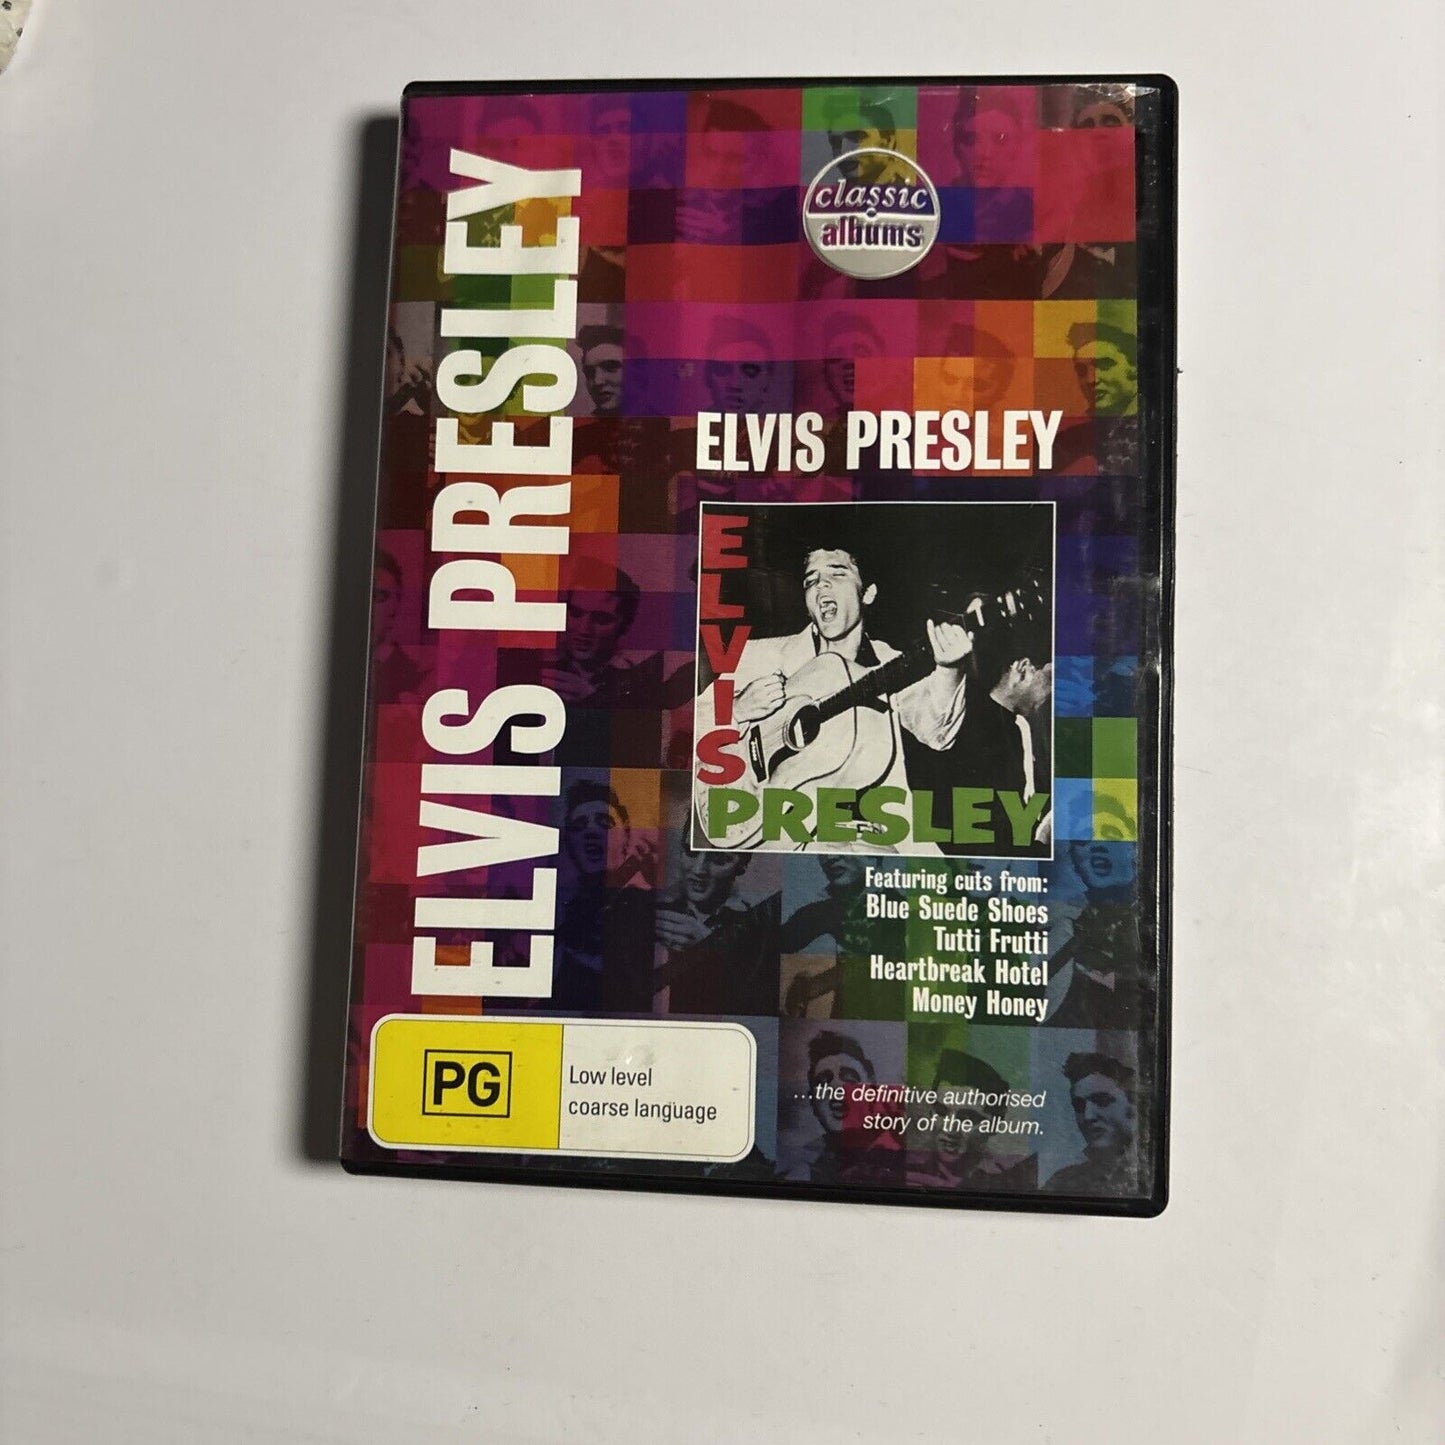 ELVIS PRESLEY
classic
albums
ELVIS PRESLEY
ELVIS
PRESLEY
Featuring cuts from:
Blue Suede Shoes
Tutti Frutti
Heartbreak Hotel
Money Honey
PG
Low level
coarse language
...the definitive authorised
story of the album.